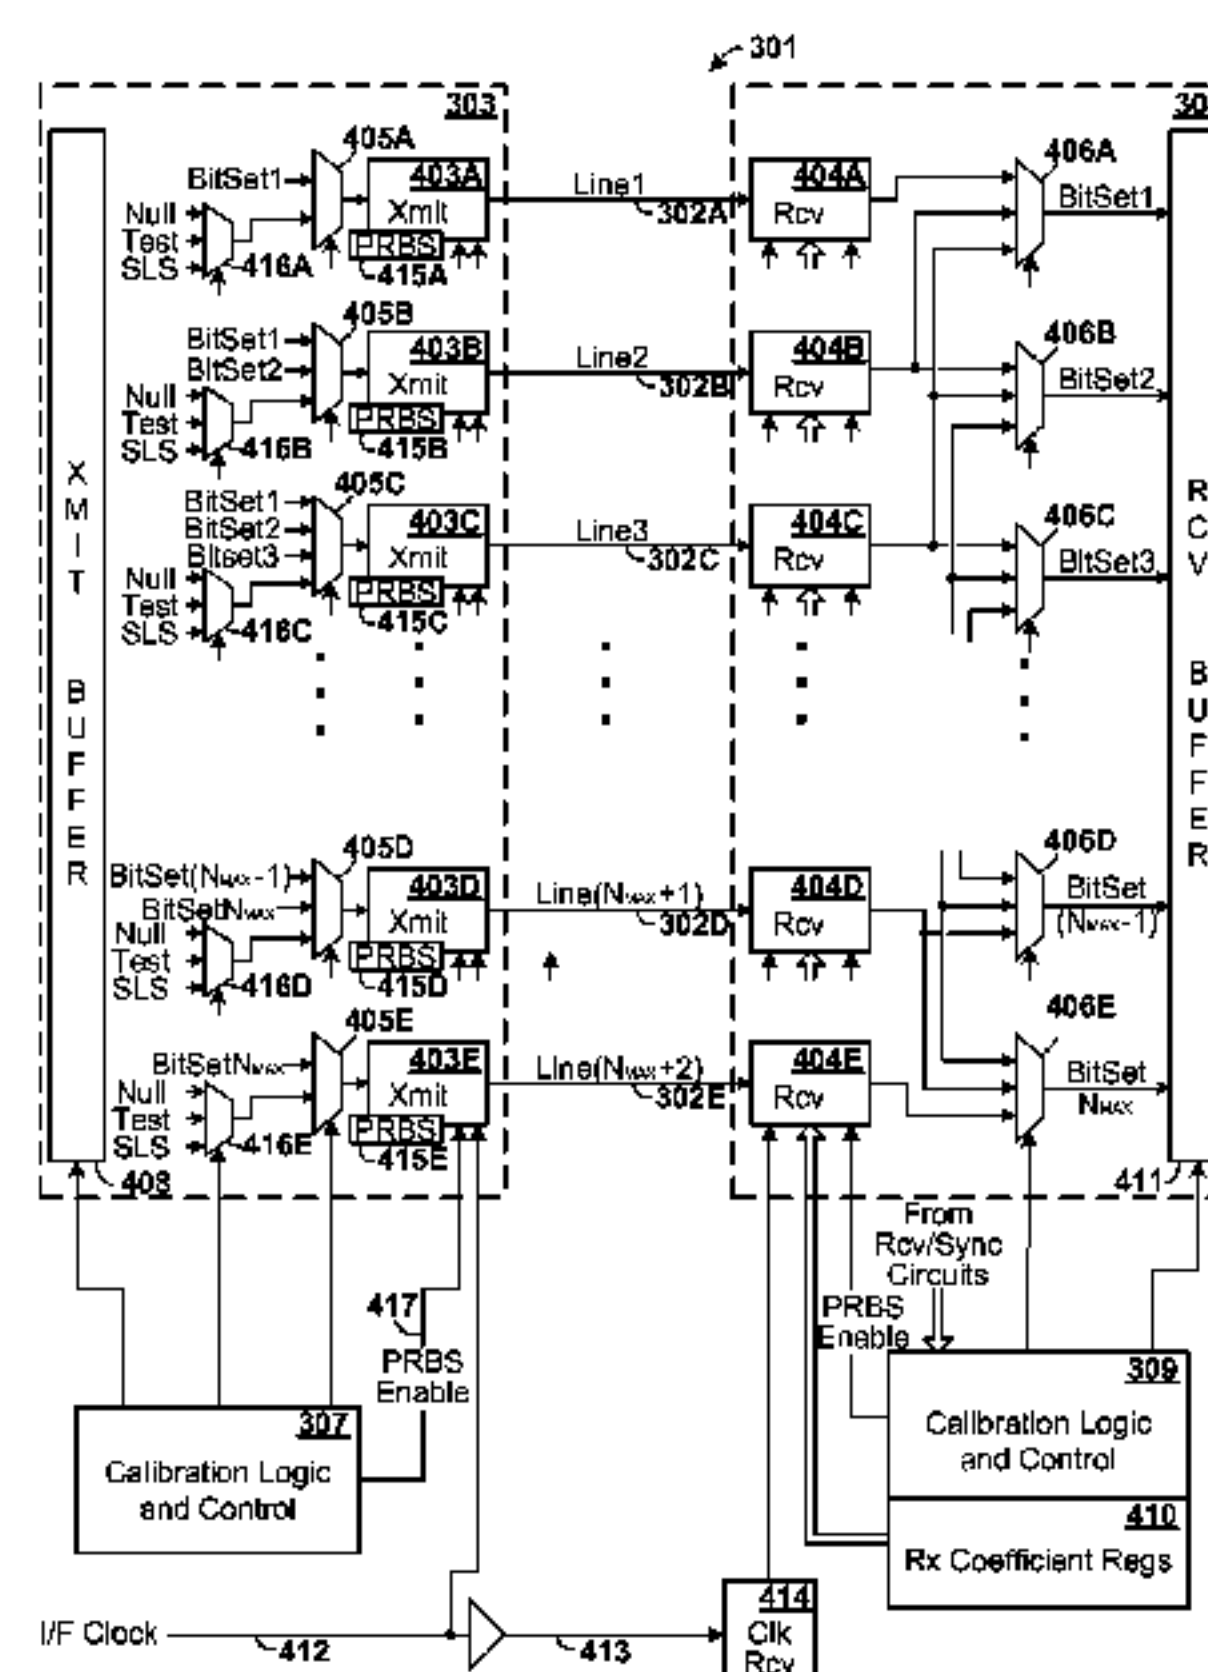 301
303
30
405A
BitSet1
403A
Xmit
Line1
302A
404A
Rcv
406A
BitSet1
Null
Test
SLS
416A
PRBS
415A
405B
BitSet1
BitSet2
403B
Xmit
Line2
302B
404B
Rcv
406B
BitSet2
Null
Test
SLS
416B
PRBS
415B
405C
BitSet1
BitSet2
Bitset3
403C
Xmit
Line3
302C
404C
Rcv
406C
BitSet3
Null
Test
SLS
416C
PRBS
415C
XMIT BUFFER
RCV BUFFER
405D
BitSet(NMAX-1)
BitSetNMAX
403D
Xmit
Line(NMAX+1)
302D
404D
Rcv
406D
BitSet
(NMAX-1)
Null
Test
SLS
416D
PRBS
415D
405E
BitSetNMAX
403E
Xmit
Line(NMAX+2)
302E
404E
Rcv
406E
BitSet
NMAX
Null
Test
SLS
416E
PRBS
415E
408
411
From
Rcv/Sync
Circuits
417
PRBS
Enable
PRBS
Enable
307
Calibration Logic
and Control
309
Calibration Logic
and Control
410
Rx Coefficient Regs
I/F Clock
412
413
414
Clk
Rcv